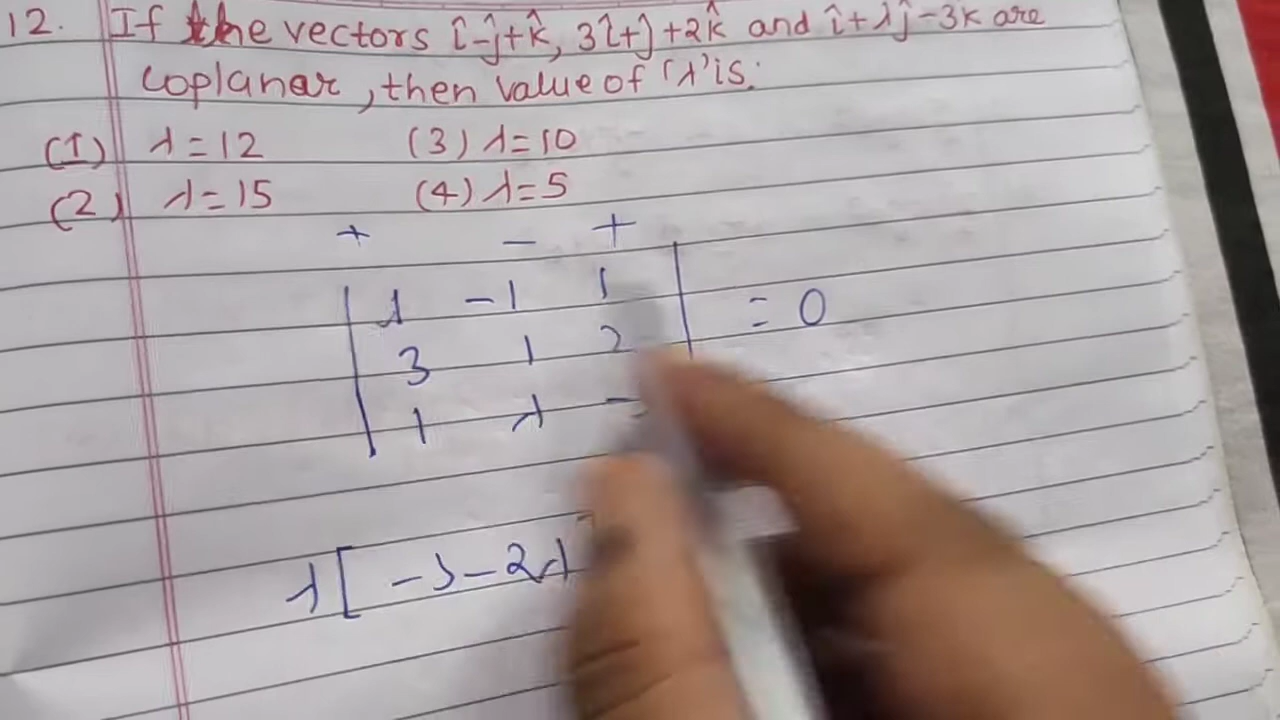 12. If the vectors î-ĵ+k̂, 3î+ĵ+2k̂ and î+λĵ-3k are
coplanar, then value of 'λ' is:
(1) λ=12 (3) λ=10
(2) λ=15 (4) λ=5
+ - +
1 -1 1
3 1 2 = 0
1 λ -
1[ -3-2λ